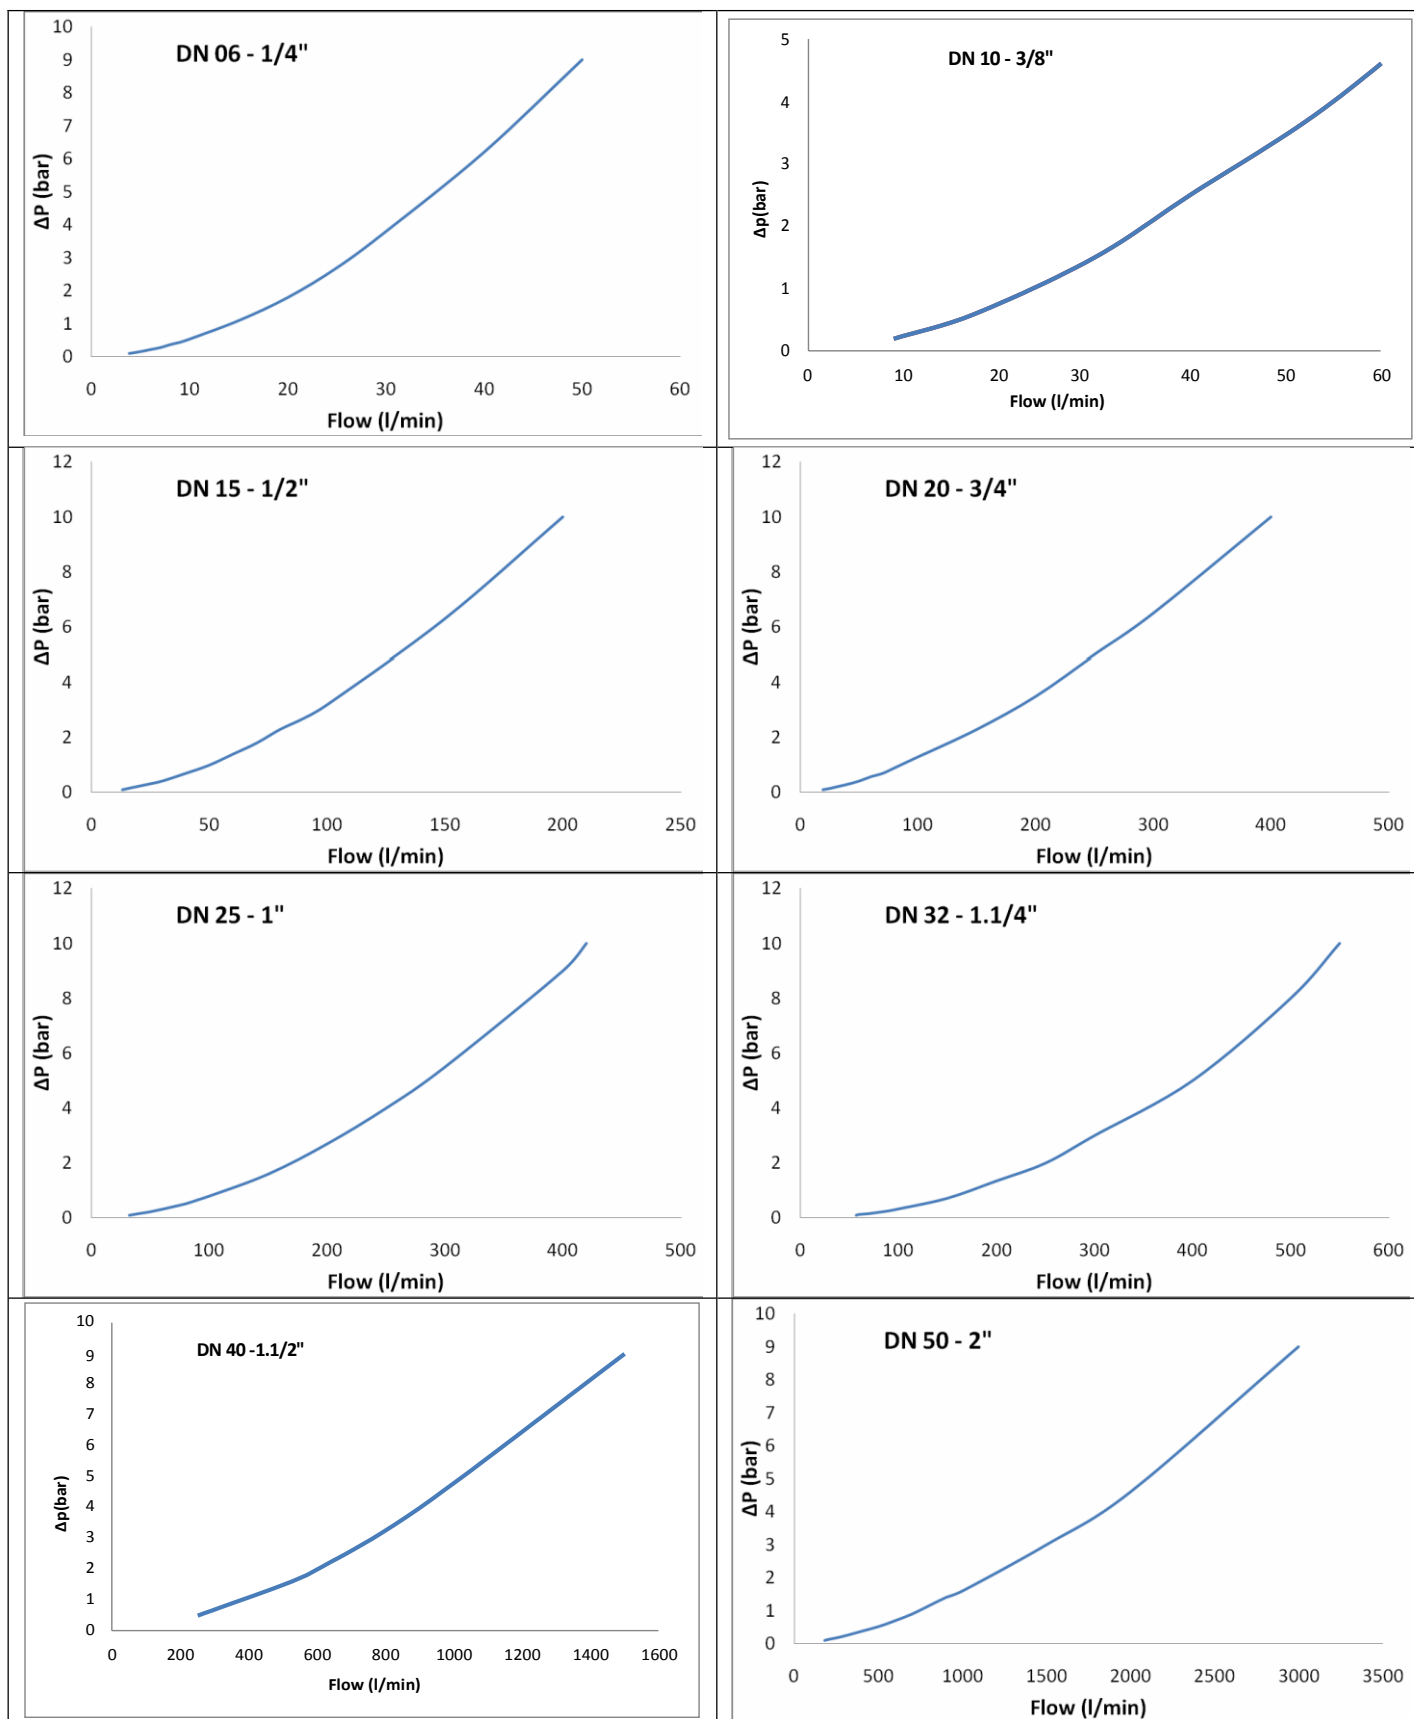 DN 06 - 1/4"
10
9
8
7
6
5
4
3
2
1
0
ΔP (bar)
0 10 20 30 40 50 60
Flow (l/min)
DN 10 - 3/8"
5
4
3
2
1
0
Δp(bar)
0 10 20 30 40 50 60
Flow (l/min)
DN 15 - 1/2"
12
10
8
6
4
2
0
ΔP (bar)
0 50 100 150 200 250
Flow (l/min)
DN 20 - 3/4"
12
10
8
6
4
2
0
ΔP (bar)
0 100 200 300 400 500
Flow (l/min)
DN 25 - 1"
12
10
8
6
4
2
0
ΔP (bar)
0 100 200 300 400 500
Flow (l/min)
DN 32 - 1.1/4"
12
10
8
6
4
2
0
ΔP (bar)
0 100 200 300 400 500 600
Flow (l/min)
DN 40 -1.1/2"
10
9
8
7
6
5
4
3
2
1
0
Δp(bar)
0 200 400 600 800 1000 1200 1400 1600
Flow (l/min)
DN 50 - 2"
10
9
8
7
6
5
4
3
2
1
0
ΔP (bar)
0 500 1000 1500 2000 2500 3000 3500
Flow (l/min)